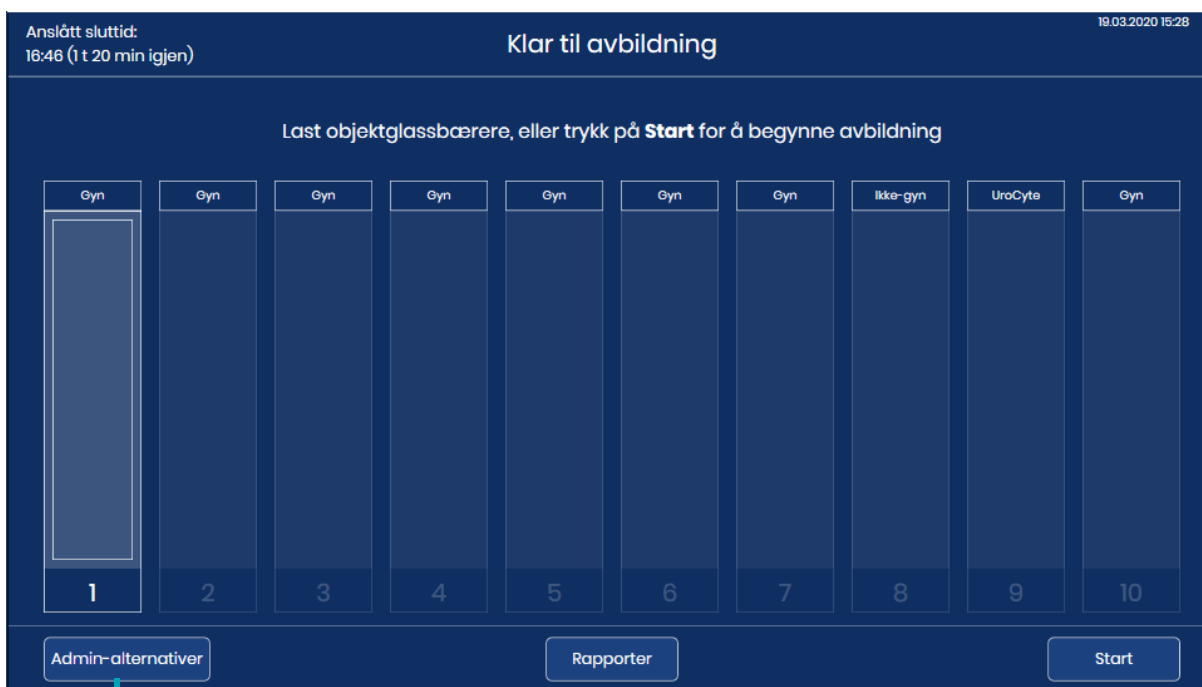 Anslått sluttid:
16:46 (1 t 20 min igjen)
Klar til avbildning
19.03.2020 15:28
Last objektglassbærere, eller trykk på Start for å begynne avbildning
Gyn Gyn Gyn Gyn Gyn Gyn Gyn Ikke-gyn UroCyte Gyn
1 2 3 4 5 6 7 8 9 10
Admin-alternativer Rapporter Start